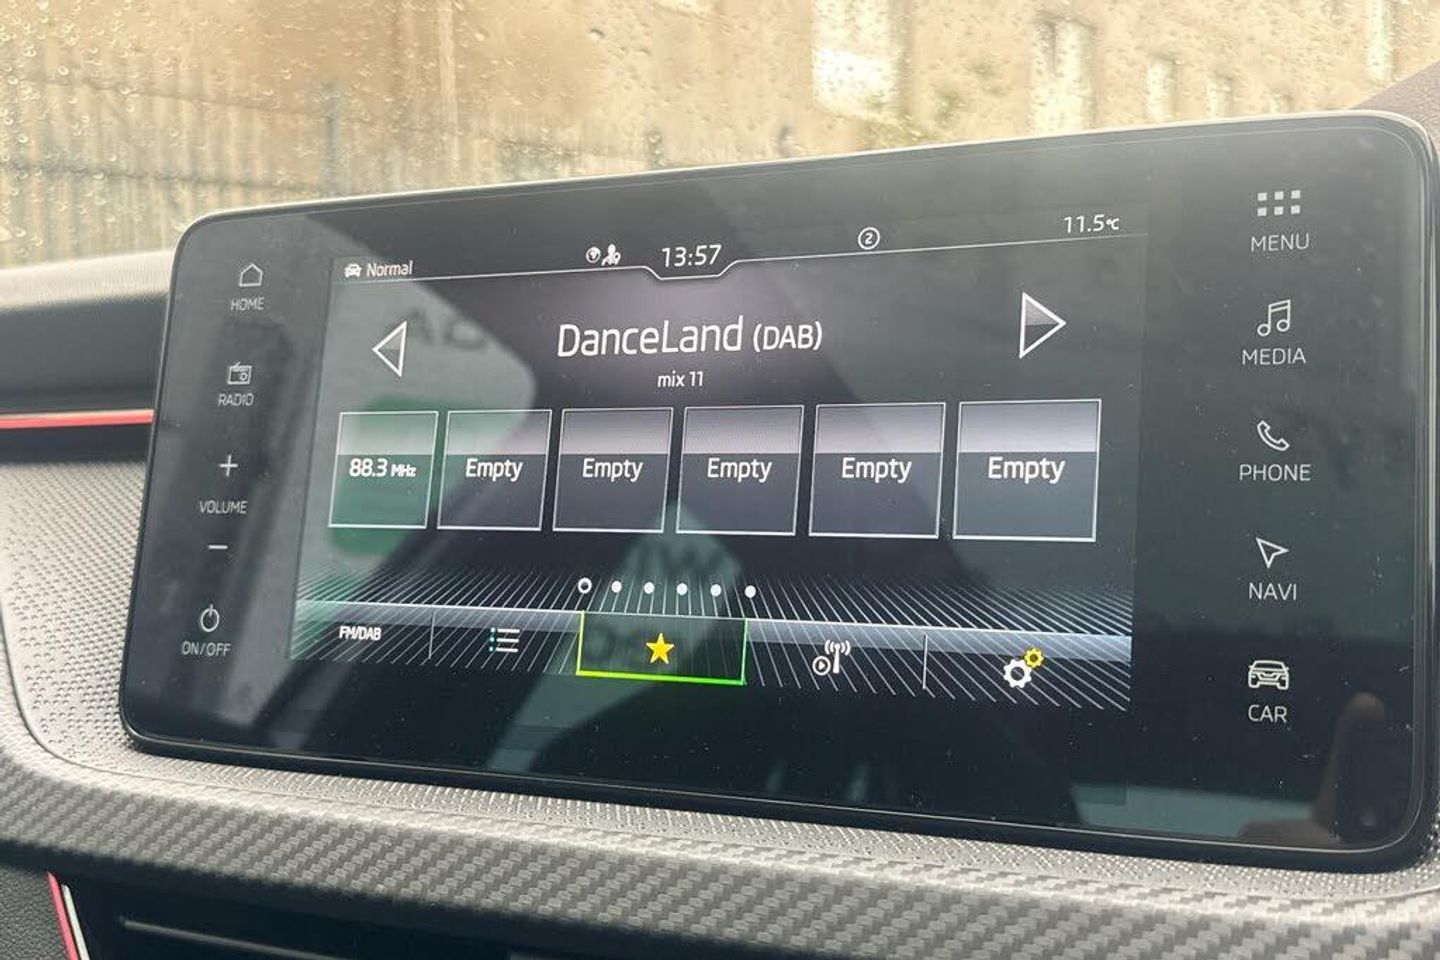 Normal
13:57
2
11.5°C
DanceLand (DAB)
mix 11
88.3 MHz
Empty
Empty
Empty
Empty
Empty
FM/DAB
HOME
RADIO
+
VOLUME
−
ON/OFF
MENU
MEDIA
PHONE
NAVI
CAR